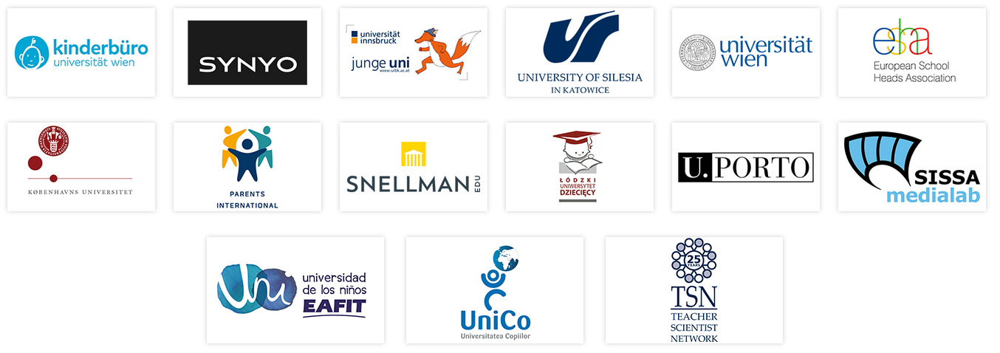 kinderbüro
universität wien
SYNYO
universität
innsbruck
junge uni
www.uibk.ac.at
UNIVERSITY OF SILESIA
IN KATOWICE
universität
wien
esha
European School
Heads Association
KØBENHAVNS UNIVERSITET
PARENTS
INTERNATIONAL
SNELLMAN EDU
ŁÓDZKI
UNIWERSYTET
DZIECIĘCY
U.PORTO
SISSA
medialab
Uni
universidad
de los niños
EAFIT
UniCo
Universitatea Copiilor
25
YEARS
TSN
TEACHER
SCIENTIST
NETWORK